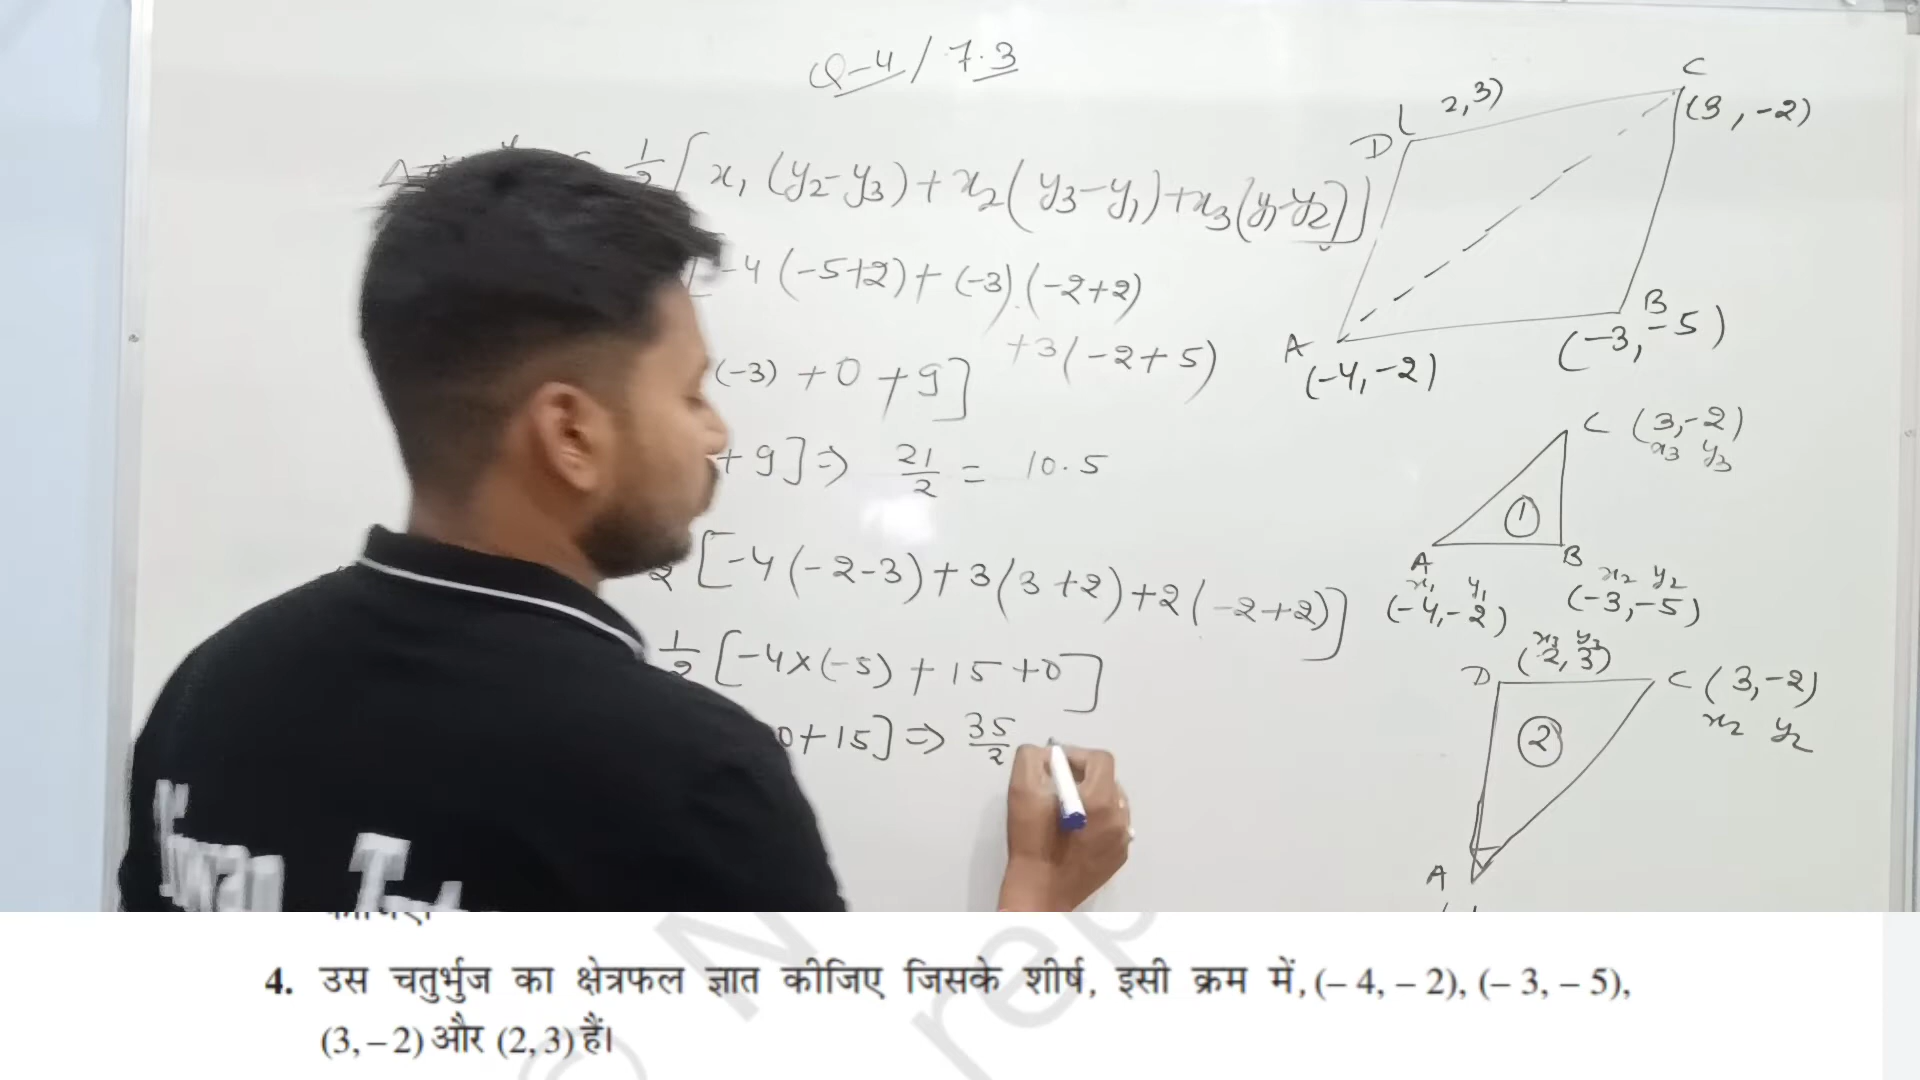 Q-4/7.3
1/2 [x₁ (y₂-y₃) + x₂ (y₃-y₁) + x₃ (y₁-y₂)]
[-4 (-5+2) + (-3).(-2+2)
+3(-2+5)
(-3) + 0 + 9]
+ 9] ⇒ 21/2 = 10.5
2 [-4 (-2-3) + 3 (3+2) + 2 (-2+2)]
1/2 [-4×(-5) + 15 + 0]
0+15] ⇒ 35/2
C
(3, -2)
D
( 2,3)
B
(-3, -5)
A
(-4, -2)
C (3,-2)
x₃ y₃
1
A
x₁ y₁
(-4,-2)
B
x₂ y₂
(-3,-5)
x₃ y₃
D (2, 3)
C (3,-2)
x₂ y₂
2
A
4. उस चतुर्भुज का क्षेत्रफल ज्ञात कीजिए जिसके शीर्ष, इसी क्रम में, (– 4, – 2), (– 3, – 5),
(3, – 2) और (2, 3) हैं।